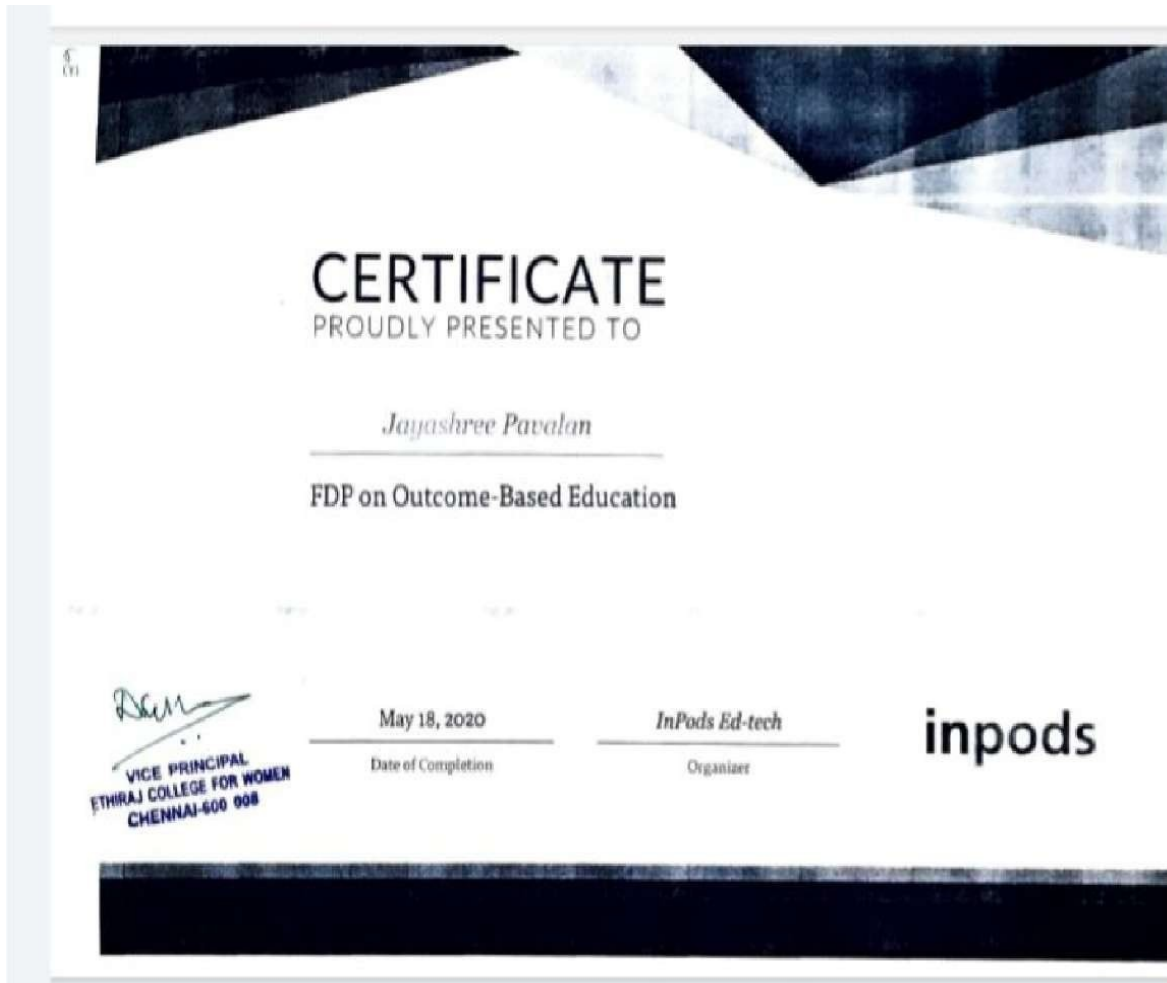 CERTIFICATE
PROUDLY PRESENTED TO
Jayashree Pavalan
FDP on Outcome-Based Education
May 18, 2020
Date of Completion
InPods Ed-tech
Organizer
inpods
VICE PRINCIPAL
ETHIRAJ COLLEGE FOR WOMEN
CHENNAI-600 008